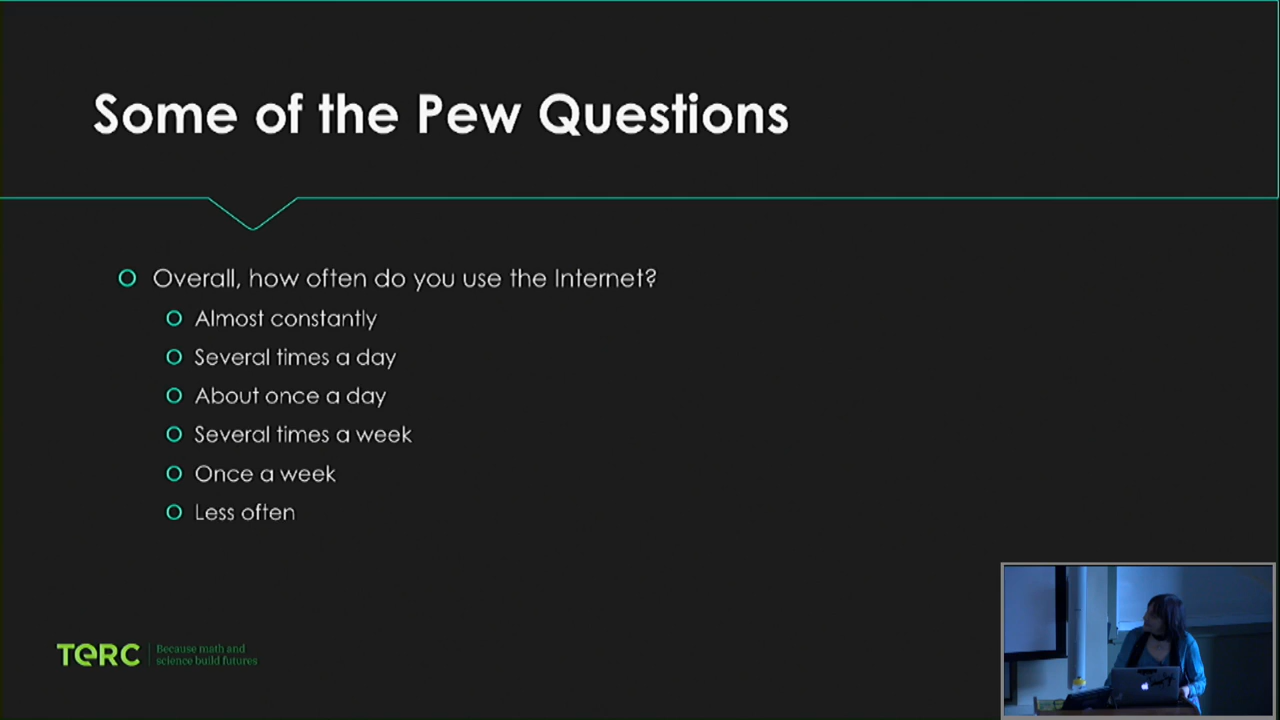 Some of the Pew Questions
Overall, how often do you use the Internet?
Almost constantly
Several times a day
About once a day
Several times a week
Once a week
Less often
TERC
Because math and
science build futures